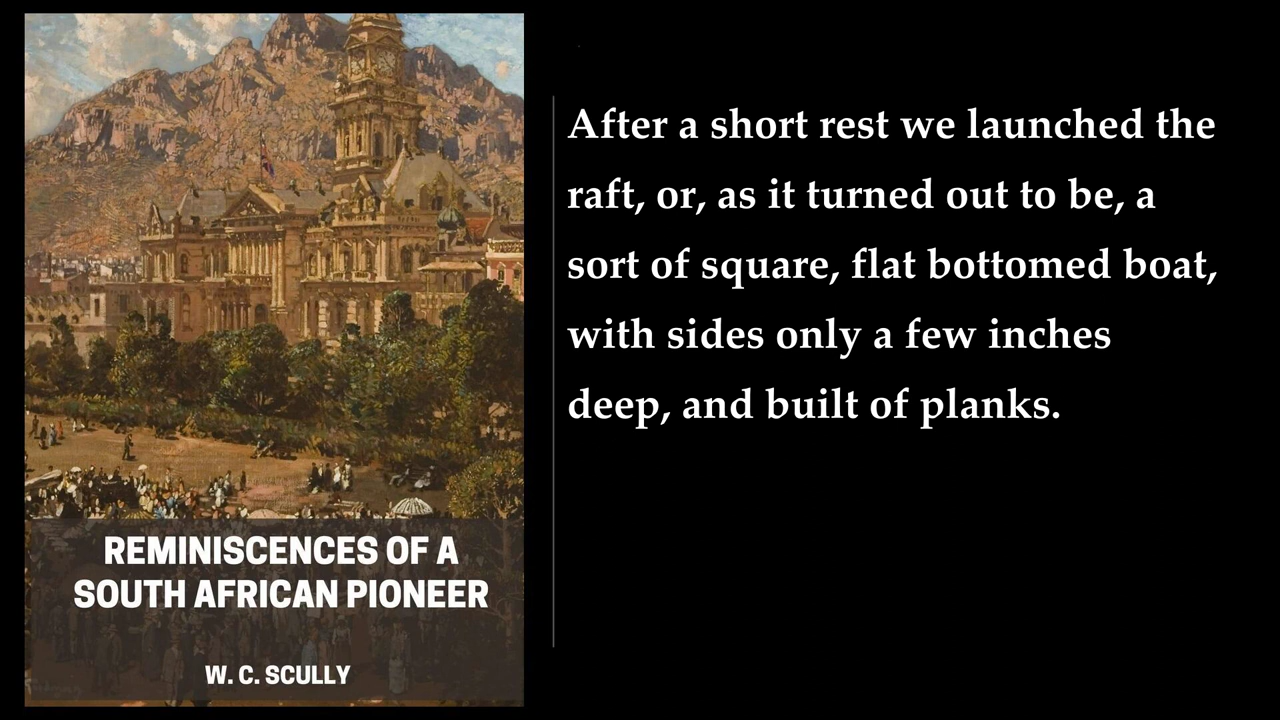 REMINISCENCES OF A
SOUTH AFRICAN PIONEER
W. C. SCULLY
After a short rest we launched the
raft, or, as it turned out to be, a
sort of square, flat bottomed boat,
with sides only a few inches
deep, and built of planks.